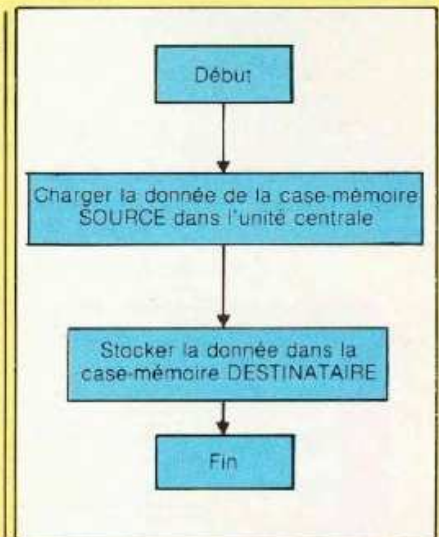 Début
Charger la donnée de la case-mémoire
SOURCE dans l'unité centrale
Stocker la donnée dans la
case-mémoire DESTINATAIRE
Fin